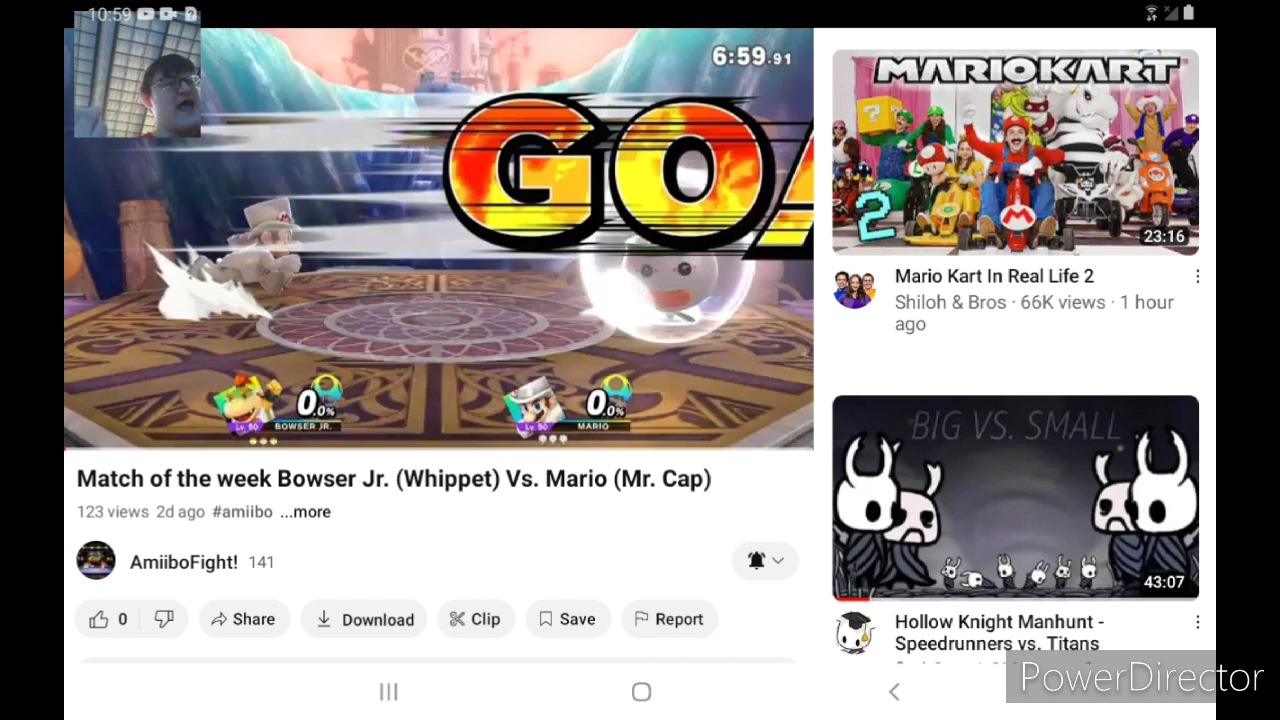 10:59
6:59.91
GO
0.0%
Lv. 50 BOWSER JR.
0.0%
Lv. 50 MARIO
Match of the week Bowser Jr. (Whippet) Vs. Mario (Mr. Cap)
123 views 2d ago #amiibo ...more
AmiiboFight! 141
0
Share
Download
Clip
Save
Report
MARIOKART
2
23:16
Mario Kart In Real Life 2
Shiloh & Bros · 66K views · 1 hour
ago
BIG VS. SMALL
43:07
Hollow Knight Manhunt -
Speedrunners vs. Titans
PowerDirector